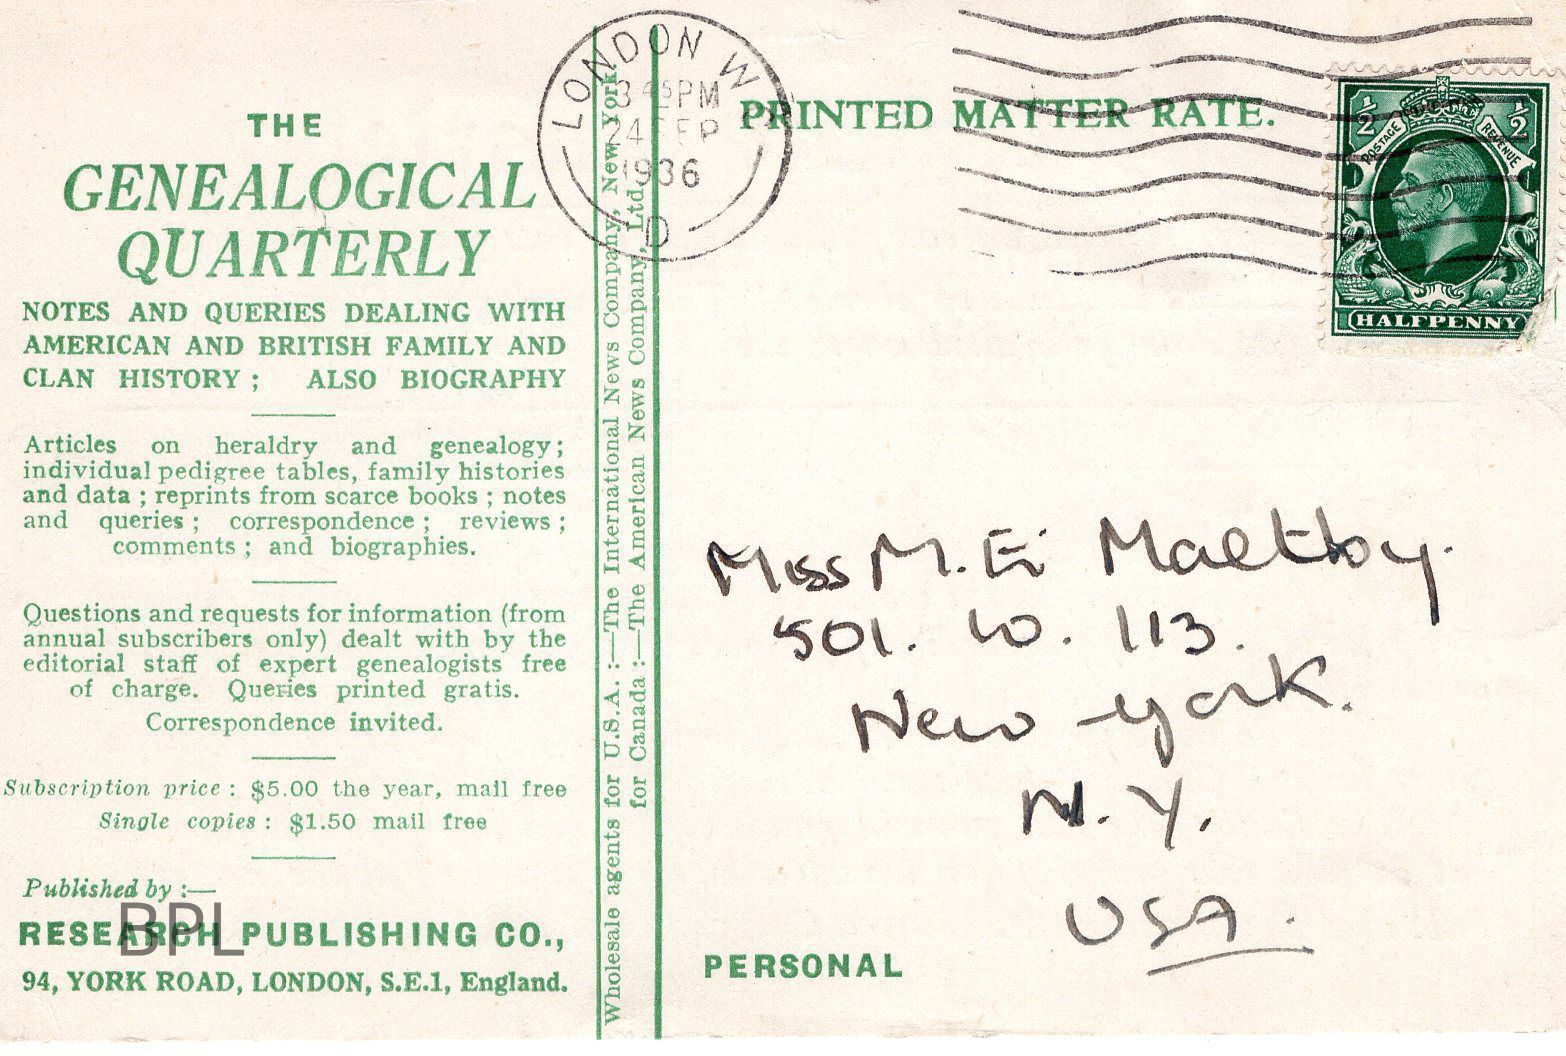 THE
GENEALOGICAL
QUARTERLY
NOTES AND QUERIES DEALING WITH
AMERICAN AND BRITISH FAMILY AND
CLAN HISTORY ; ALSO BIOGRAPHY
Articles on heraldry and genealogy;
individual pedigree tables, family histories
and data ; reprints from scarce books ; notes
and queries ; correspondence ; reviews ;
comments ; and biographies.
Questions and requests for information (from
annual subscribers only) dealt with by the
editorial staff of expert genealogists free
of charge. Queries printed gratis.
Correspondence invited.
Subscription price : $5.00 the year, mail free
Single copies : $1.50 mail free
Published by :—
RESEARCH PUBLISHING CO.,
94, YORK ROAD, LONDON, S.E.1, England.
BPL
Wholesale agents for U.S.A. :—The International News Company, New York.
for Canada :—The American News Company, Ltd.
LONDON W
3 45 PM
24 SEP
1936
D
PRINTED MATTER RATE.
1/2 1/2
POSTAGE REVENUE
HALFPENNY
Miss M. E. Maltby.
501. W. 113.
New York.
N. Y.
USA.
PERSONAL